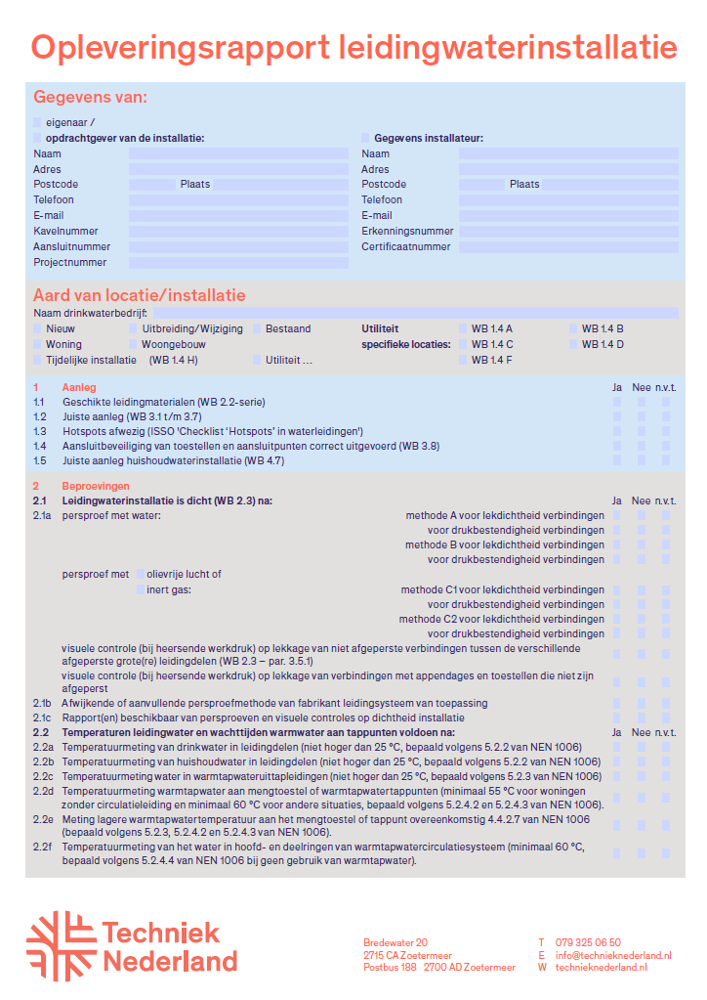 Opleveringsrapport leidingwaterinstallatie
Gegevens van:
eigenaar /
opdrachtgever van de installatie:
Naam
Adres
Postcode Plaats
Telefoon
E-mail
Kavelnummer
Aansluitnummer
Projectnummer
Gegevens installateur:
Naam
Adres
Postcode Plaats
Telefoon
E-mail
Erkenningsnummer
Certificaatnummer
Aard van locatie/installatie
Naam drinkwaterbedrijf:
Nieuw Uitbreiding/Wijziging Bestaand Utiliteit WB 1.4 A WB 1.4 B
Woning Woongebouw specifieke locaties: WB 1.4 C WB 1.4 D
Tijdelijke installatie (WB 1.4 H) Utiliteit ... WB 1.4 F
1 Aanleg Ja Nee n.v.t.
1.1 Geschikte leidingmaterialen (WB 2.2-serie)
1.2 Juiste aanleg (WB 3.1 t/m 3.7)
1.3 Hotspots afwezig (ISSO 'Checklist ‘Hotspots’ in waterleidingen')
1.4 Aansluitbeveiliging van toestellen en aansluitpunten correct uitgevoerd (WB 3.8)
1.5 Juiste aanleg huishoudwaterinstallatie (WB 4.7)
2 Beproevingen
2.1 Leidingwaterinstallatie is dicht (WB 2.3) na: Ja Nee n.v.t.
2.1a persproef met water: methode A voor lekdichtheid verbindingen
voor drukbestendigheid verbindingen
methode B voor lekdichtheid verbindingen
voor drukbestendigheid verbindingen
persproef met olievrije lucht of
inert gas: methode C1 voor lekdichtheid verbindingen
voor drukbestendigheid verbindingen
methode C2 voor lekdichtheid verbindingen
voor drukbestendigheid verbindingen
visuele controle (bij heersende werkdruk) op lekkage van niet afgeperste verbindingen tussen de verschillende
afgeperste grote(re) leidingdelen (WB 2.3 – par. 3.5.1)
visuele controle (bij heersende werkdruk) op lekkage van verbindingen met appendages en toestellen die niet zijn
afgeperst
2.1b Afwijkende of aanvullende persproefmethode van fabrikant leidingsysteem van toepassing
2.1c Rapport(en) beschikbaar van persproeven en visuele controles op dichtheid installatie
2.2 Temperaturen leidingwater en wachttijden warmwater aan tappunten voldoen na: Ja Nee n.v.t.
2.2a Temperatuurmeting van drinkwater in leidingdelen (niet hoger dan 25 °C, bepaald volgens 5.2.2 van NEN 1006)
2.2b Temperatuurmeting van huishoudwater in leidingdelen (niet hoger dan 25 °C, bepaald volgens 5.2.2 van NEN 1006)
2.2c Temperatuurmeting water in warmtapwateruittapleidingen (niet hoger dan 25 °C, bepaald volgens 5.2.3 van NEN 1006)
2.2d Temperatuurmeting warmtapwater aan mengtoestel of warmtapwatertappunten (minimaal 55 °C voor woningen
zonder circulatieleiding en minimaal 60 °C voor andere situaties, bepaald volgens 5.2.4.2 en 5.2.4.3 van NEN 1006).
2.2e Meting lagere warmtapwatertemperatuur aan het mengtoestel of tappunt overeenkomstig 4.4.2.7 van NEN 1006
(bepaald volgens 5.2.3, 5.2.4.2 en 5.2.4.3 van NEN 1006).
2.2f Temperatuurmeting van het water in hoofd- en deelringen van warmtapwatercirculatiesysteem (minimaal 60 °C,
bepaald volgens 5.2.4.4 van NEN 1006 bij geen gebruik van warmtapwater).
Techniek
Nederland
Bredewater 20
2715 CA Zoetermeer
Postbus 188 2700 AD Zoetermeer
T 079 325 06 50
E info@technieknederland.nl
W technieknederland.nl